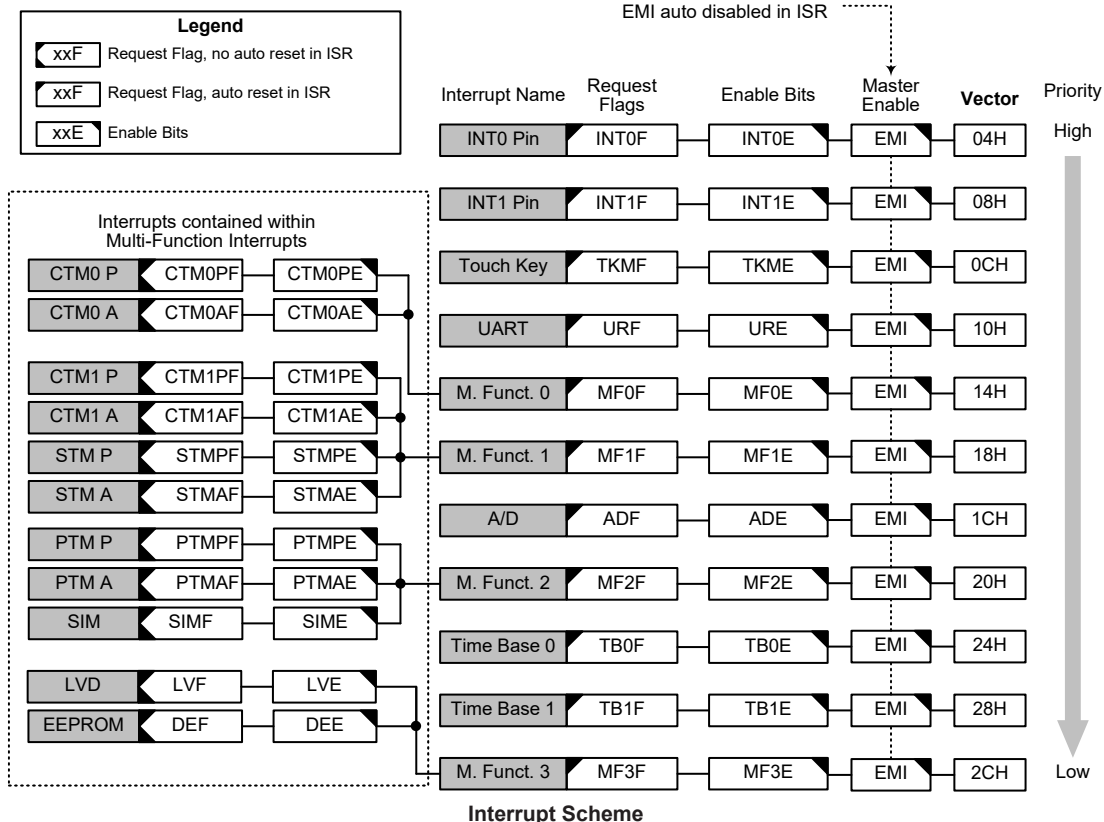 EMI auto disabled in ISR
Legend
xxF Request Flag, no auto reset in ISR
xxF Request Flag, auto reset in ISR
xxE Enable Bits
Interrupt Name Request Flags Enable Bits Master Enable Vector Priority
INT0 Pin INT0F INT0E EMI 04H High
INT1 Pin INT1F INT1E EMI 08H
Touch Key TKMF TKME EMI 0CH
UART URF URE EMI 10H
M. Funct. 0 MF0F MF0E EMI 14H
M. Funct. 1 MF1F MF1E EMI 18H
A/D ADF ADE EMI 1CH
M. Funct. 2 MF2F MF2E EMI 20H
Time Base 0 TB0F TB0E EMI 24H
Time Base 1 TB1F TB1E EMI 28H
M. Funct. 3 MF3F MF3E EMI 2CH Low
Interrupts contained within
Multi-Function Interrupts
CTM0 P CTM0PF CTM0PE
CTM0 A CTM0AF CTM0AE
CTM1 P CTM1PF CTM1PE
CTM1 A CTM1AF CTM1AE
STM P STMPF STMPE
STM A STMAF STMAE
PTM P PTMPF PTMPE
PTM A PTMAF PTMAE
SIM SIMF SIME
LVD LVF LVE
EEPROM DEF DEE
Interrupt Scheme